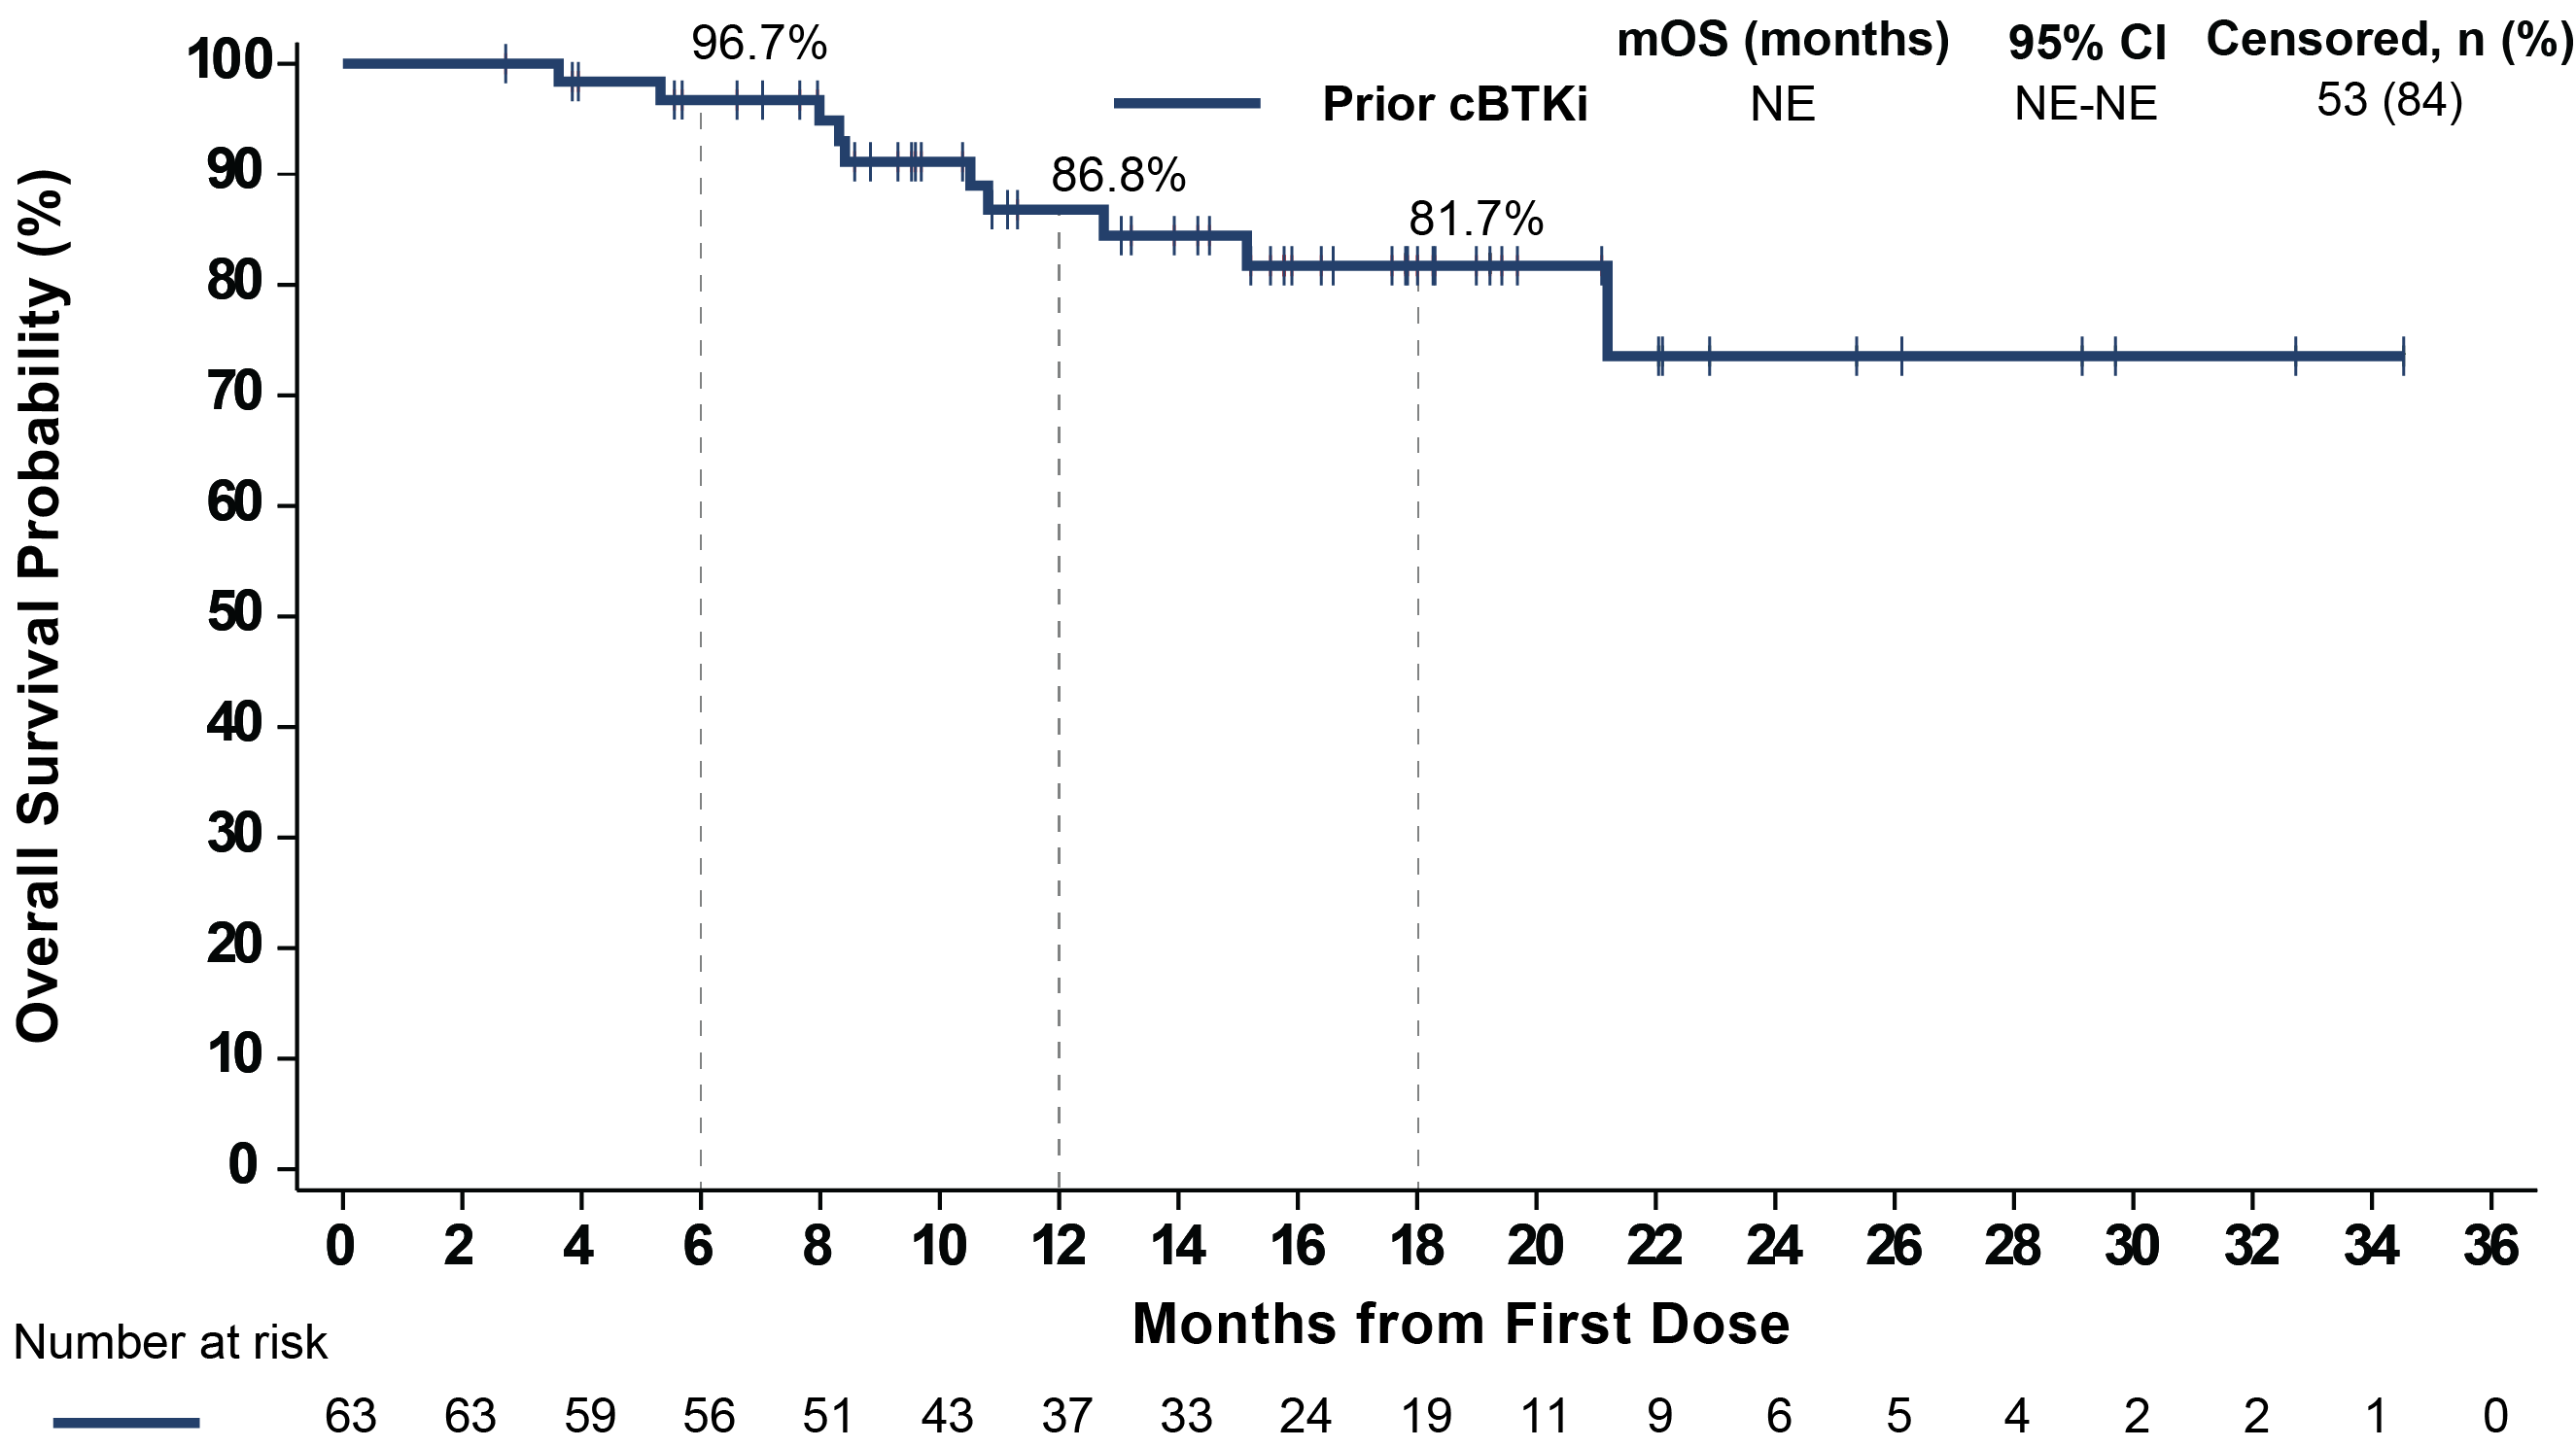 mOS (months) 95% CI Censored, n (%)
Prior cBTKi NE NE-NE 53 (84)
96.7%
86.8%
81.7%
Overall Survival Probability (%)
100
90
80
70
60
50
40
30
20
10
0
0 2 4 6 8 10 12 14 16 18 20 22 24 26 28 30 32 34 36
Months from First Dose
Number at risk
63 63 59 56 51 43 37 33 24 19 11 9 6 5 4 2 2 1 0